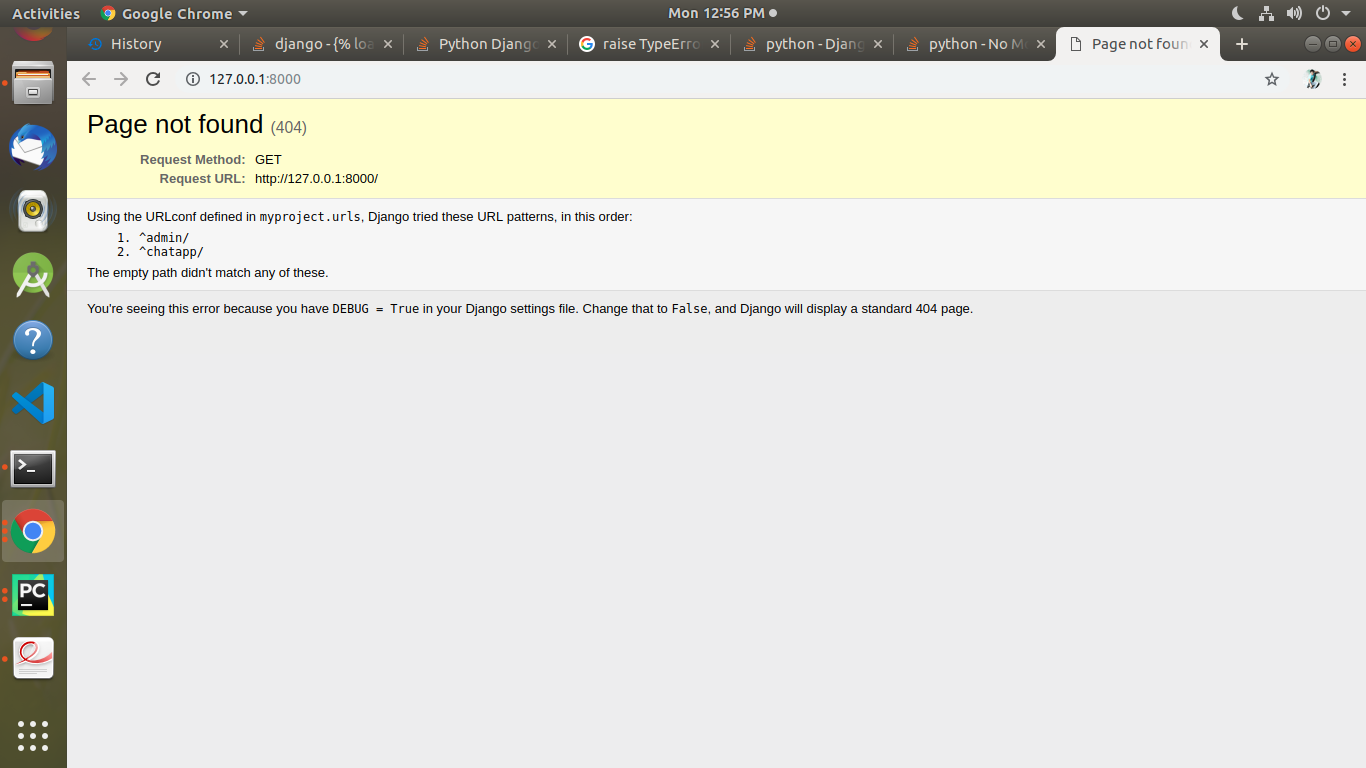 Activities Google Chrome Mon 12:56 PM
History django - {% loa Python Django raise TypeErro python - Djang python - No Mo Page not foun
127.0.0.1:8000
Page not found (404)
Request Method: GET
Request URL: http://127.0.0.1:8000/
Using the URLconf defined in myproject.urls, Django tried these URL patterns, in this order:
1. ^admin/
2. ^chatapp/
The empty path didn't match any of these.
You're seeing this error because you have DEBUG = True in your Django settings file. Change that to False, and Django will display a standard 404 page.
PC